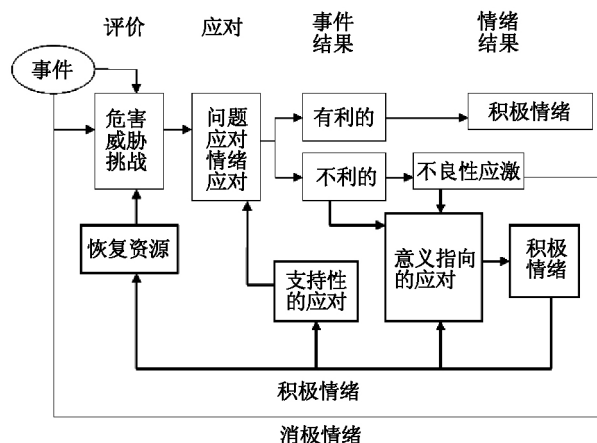 评价
应对
事件
结果
情绪
结果
事件
危害
威胁
挑战
问题
应对
情绪
应对
有利的
积极情绪
不利的
不良性应激
恢复资源
支持性
的应对
意义指向
的应对
积极
情绪
积极情绪
消极情绪